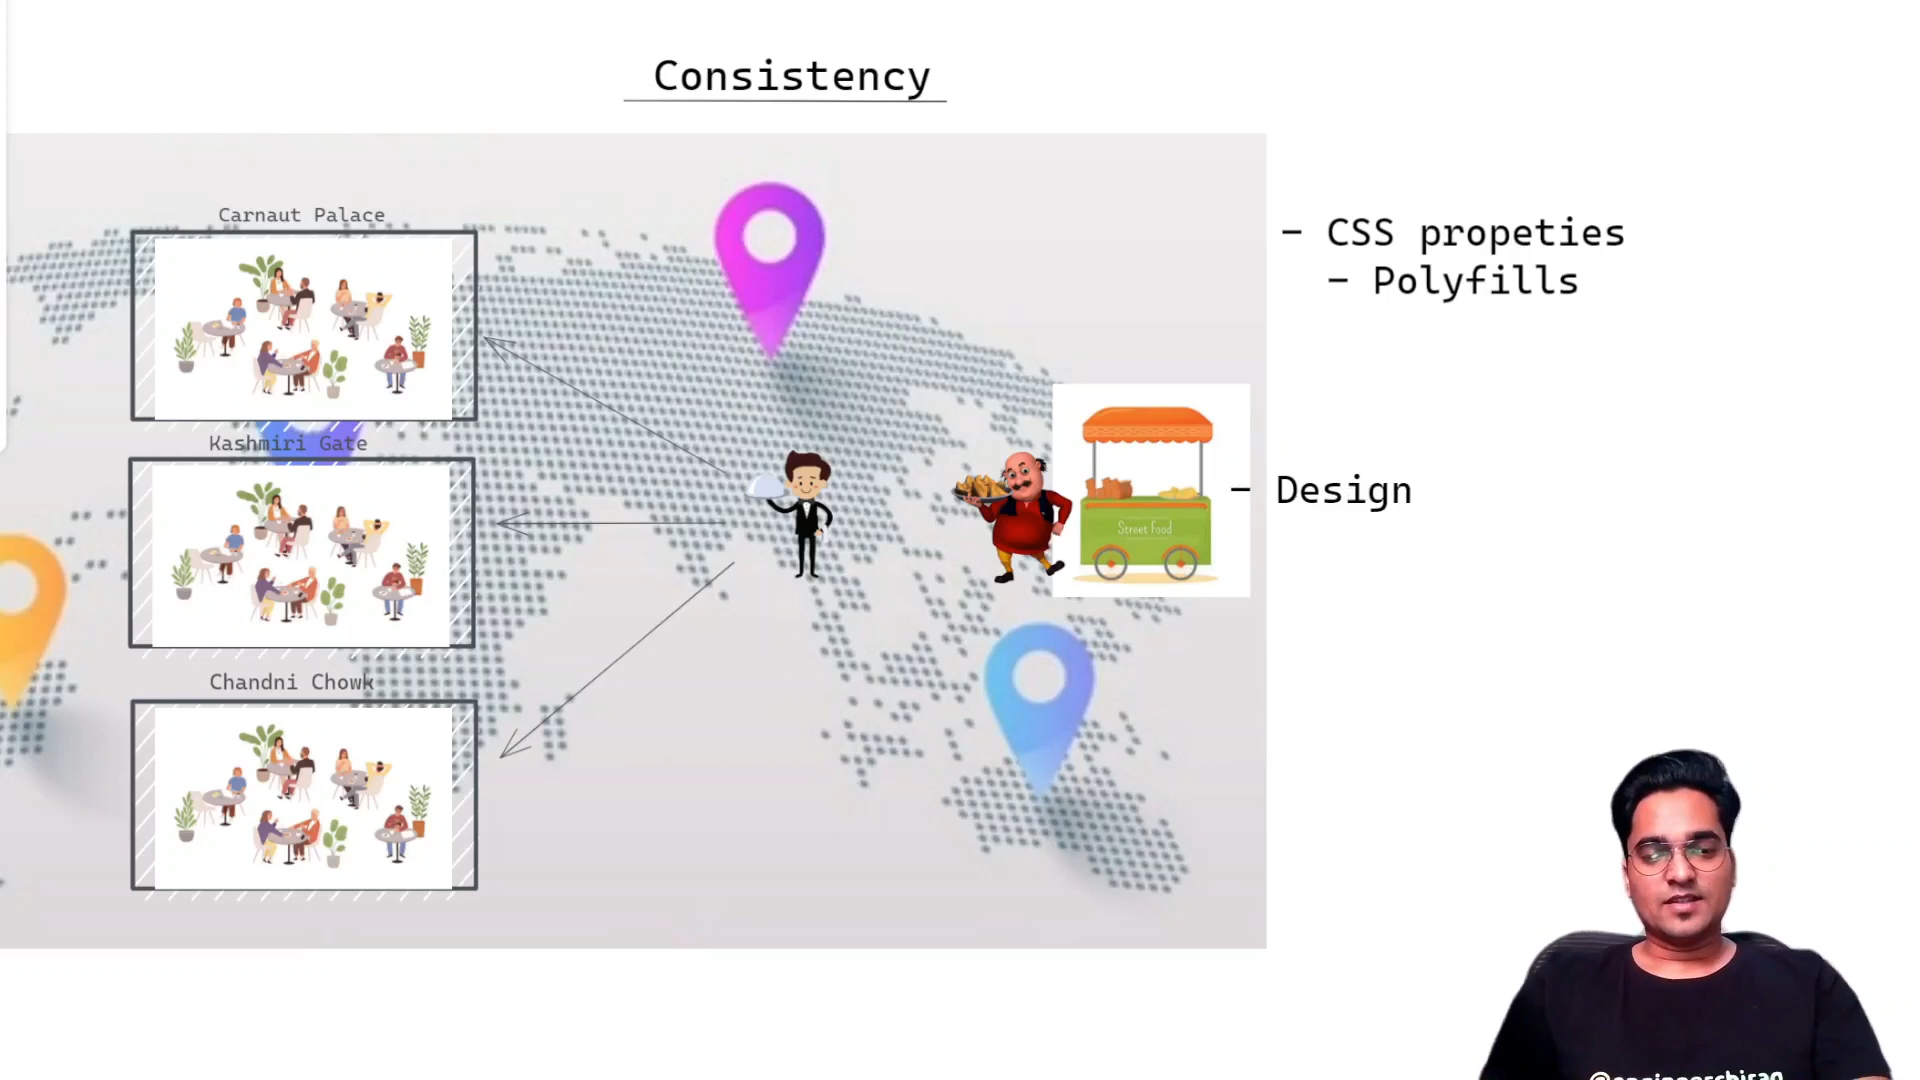 Consistency
Carnaut Palace
Kashmiri Gate
Chandni Chowk
Street Food
- CSS propeties
- Polyfills
- Design